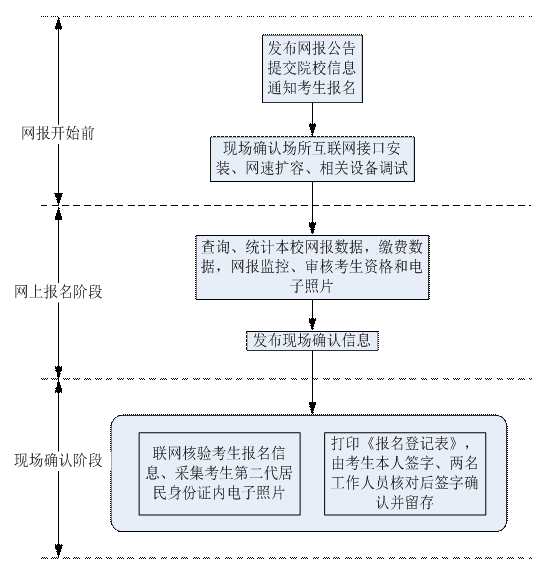 发布网报公告
提交院校信息
通知考生报名
网报开始前
现场确认场所互联网接口安
装、网速扩容、相关设备调试
查询、统计本校网报数据，缴费数
据，网报监控、审核考生资格和电
子照片
网上报名阶段
发布现场确认信息
现场确认阶段
联网核验考生报名信
息、采集考生第二代居
民身份证内电子照片
打印《报名登记表》，
由考生本人签字、两名
工作人员核对后签字确
认并留存